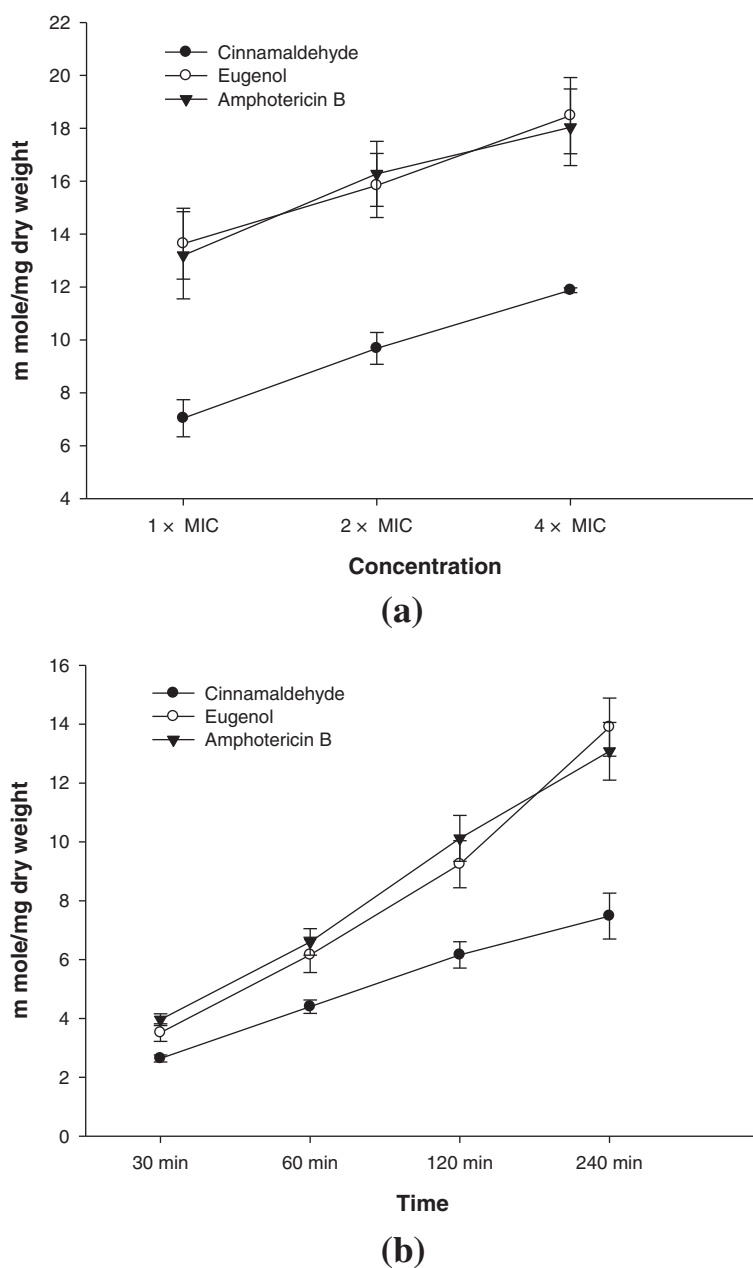 22
20
18
16
14
12
10
8
6
4
m mole/mg dry weight
Cinnamaldehyde
Eugenol
Amphotericin B
1 × MIC 2 × MIC 4 × MIC
Concentration
(a)
16
14
12
10
8
6
4
2
0
m mole/mg dry weight
Cinnamaldehyde
Eugenol
Amphotericin B
30 min 60 min 120 min 240 min
Time
(b)